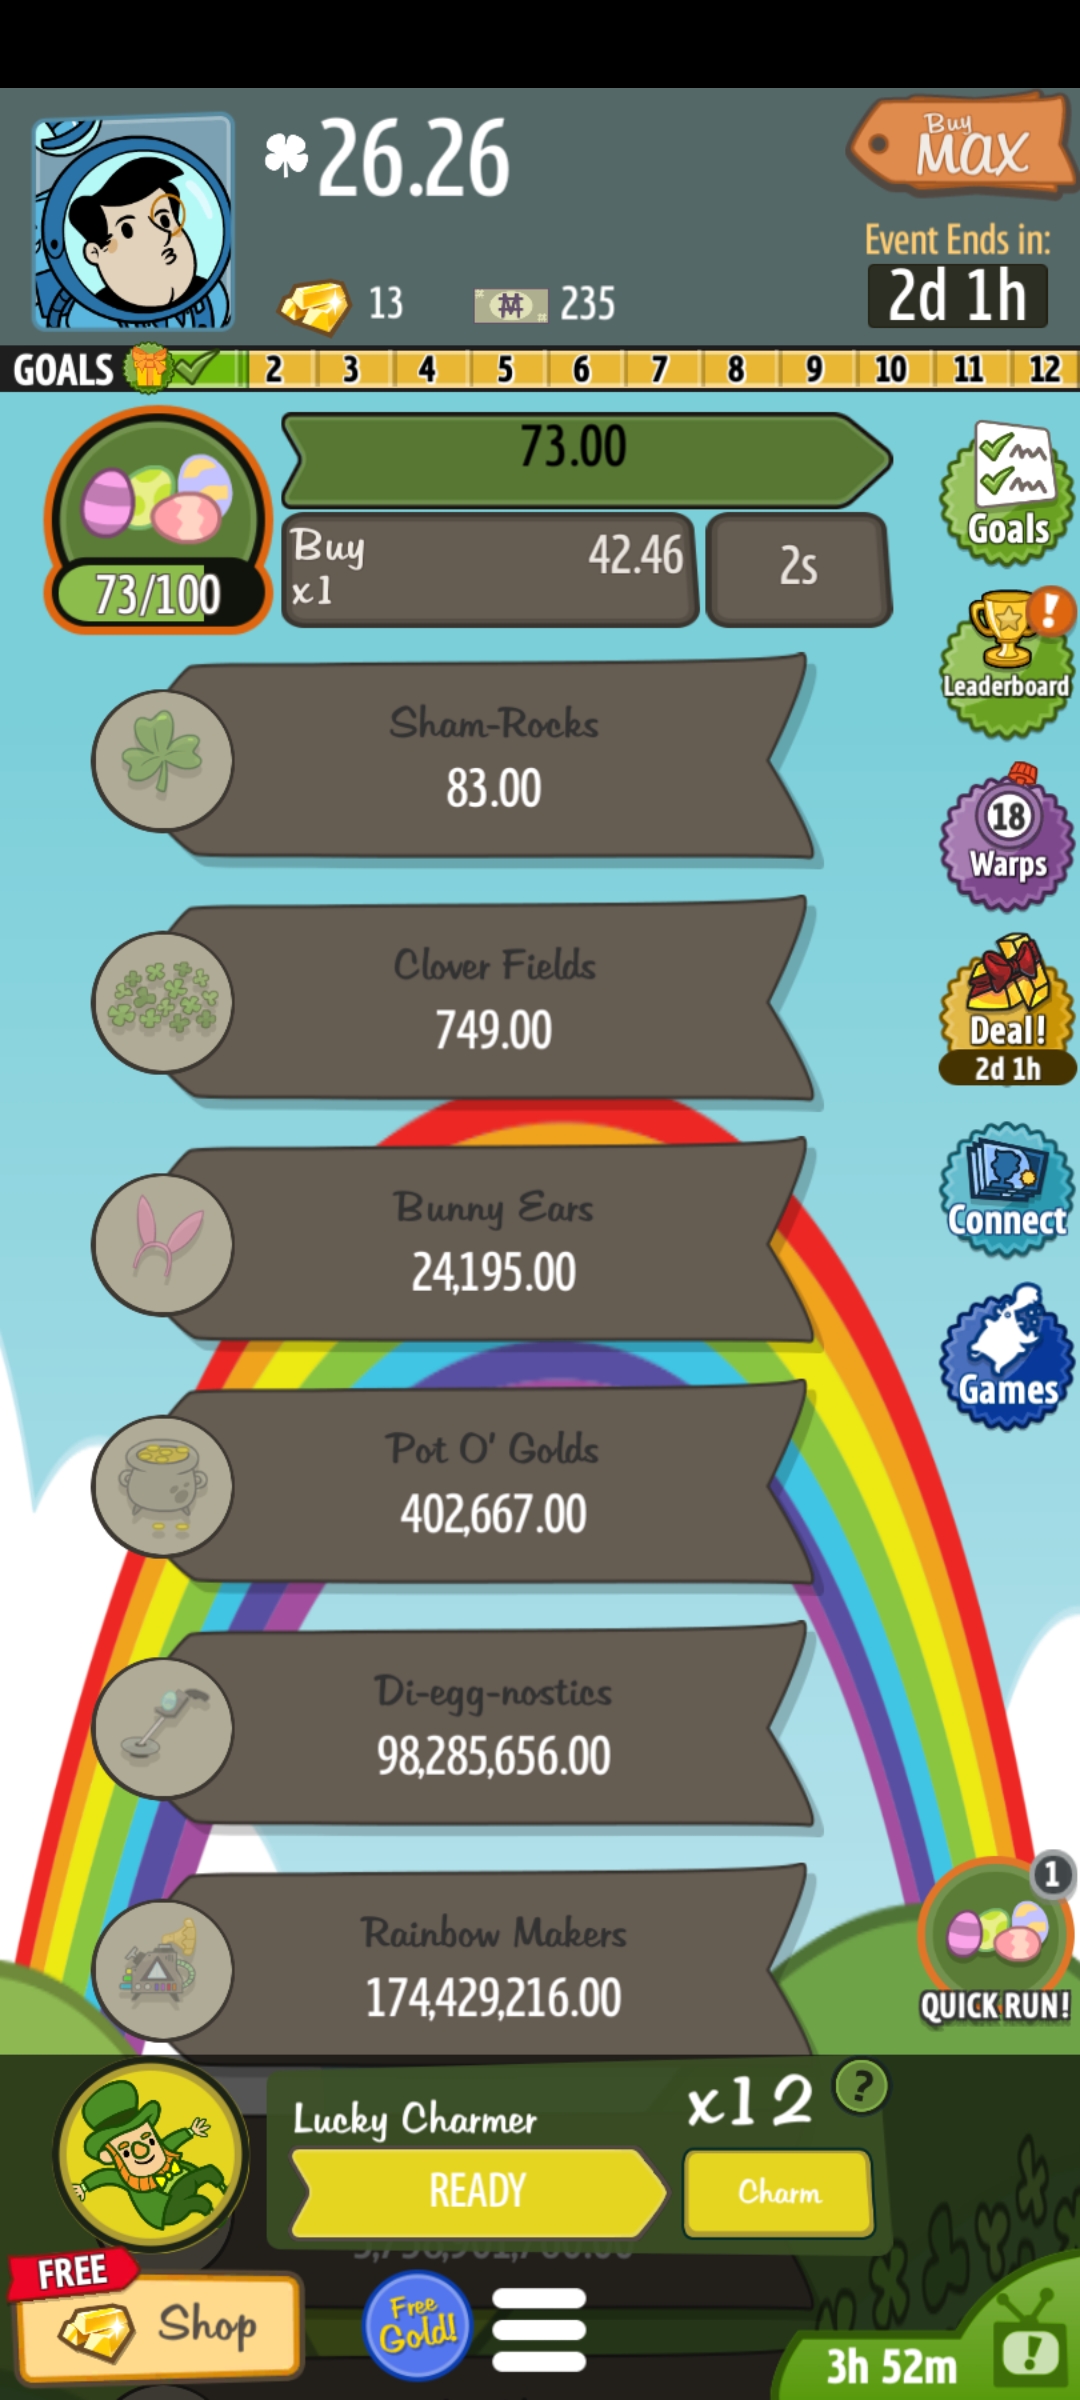 26.26
Buy
MAX
Event Ends in:
2d 1h
13
235
GOALS 2 3 4 5 6 7 8 9 10 11 12
73.00
Buy
x1
42.46
2s
73/100
Goals
Leaderboard
18
Warps
Deal!
2d 1h
Connect
Games
Sham-Rocks
83.00
Clover Fields
749.00
Bunny Ears
24,195.00
Pot O' Golds
402,667.00
Di-egg-nostics
98,285,656.00
Rainbow Makers
174,429,216.00
1
QUICK RUN!
Lucky Charmer
x12
?
READY
Charm
FREE
Shop
Free
Gold!
3h 52m
!